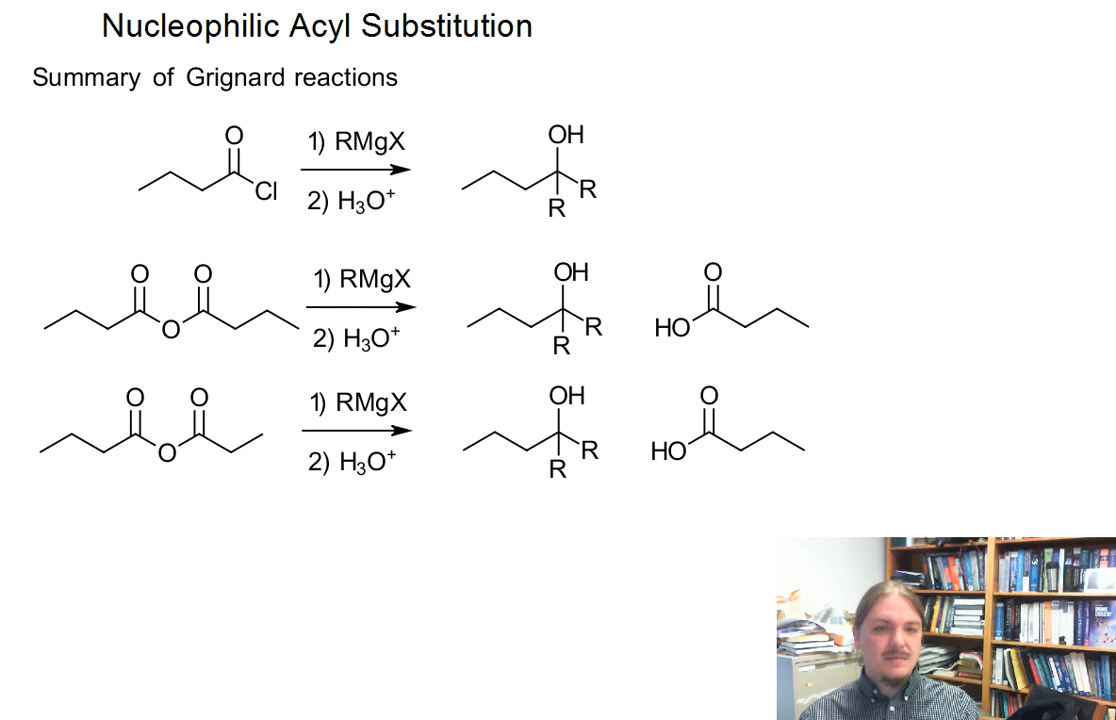 Nucleophilic Acyl Substitution
Summary of Grignard reactions
O
Cl
1) RMgX
2) H₃O⁺
OH
R
R
O O
O
1) RMgX
2) H₃O⁺
OH
R
R
O
HO
O O
O
1) RMgX
2) H₃O⁺
OH
R
R
O
HO